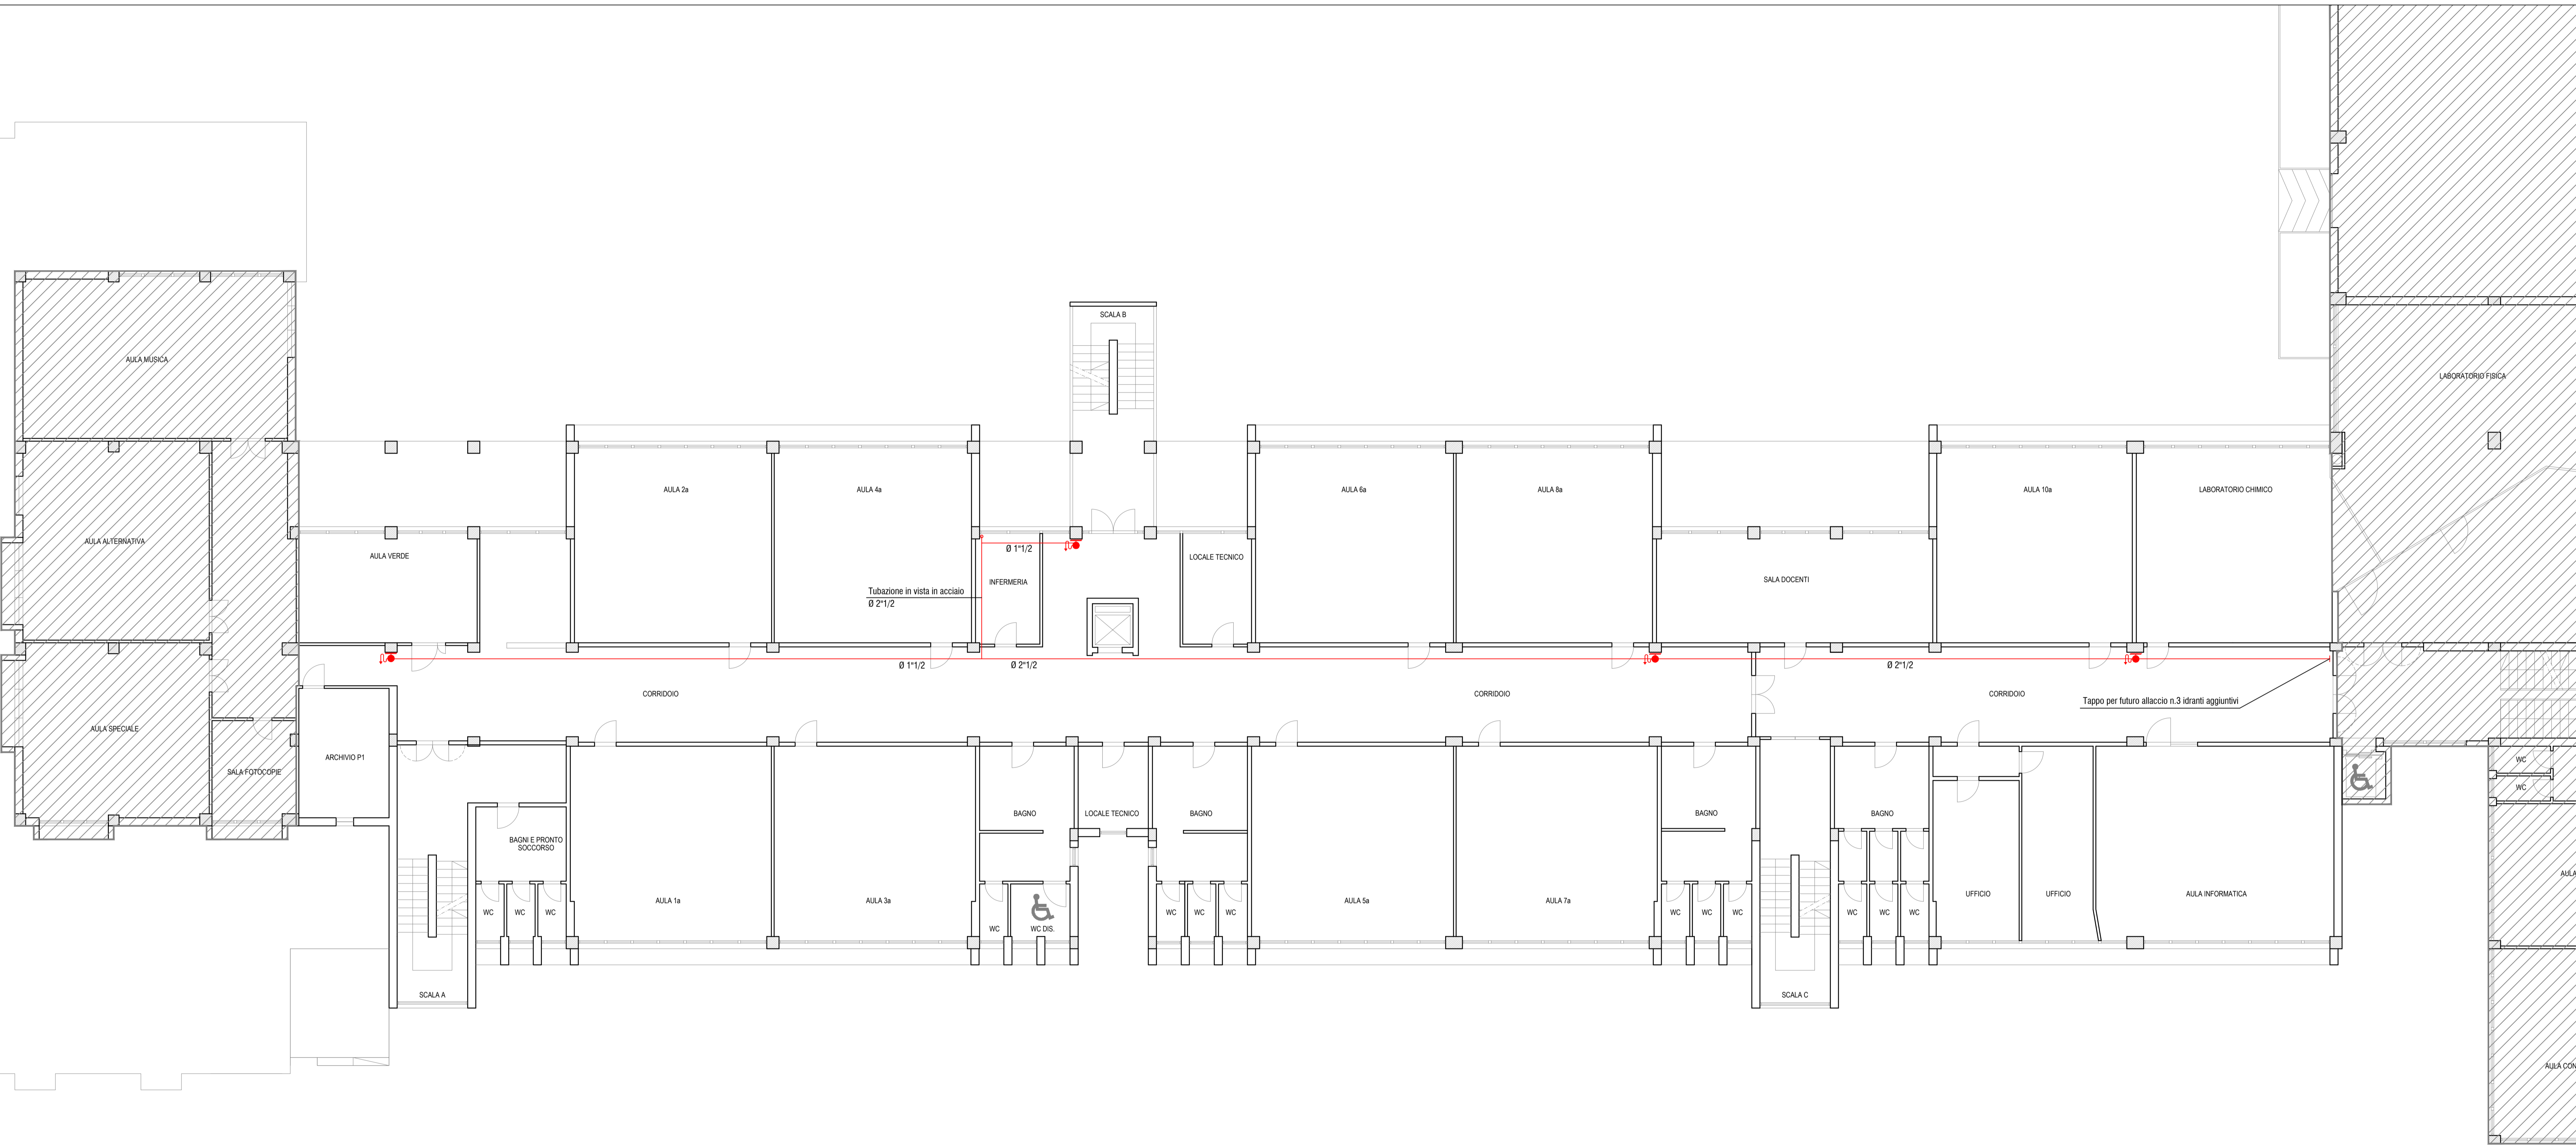 SCALA B
AULA MUSICA
LABORATORIO FISICA
AULA 2a
AULA 4a
AULA 6a
AULA 8a
AULA 10a
LABORATORIO CHIMICO
AULA ALTERNATIVA
AULA VERDE
Ø 1"1/2
LOCALE TECNICO
INFERMERIA
SALA DOCENTI
Tubazione in vista in acciaio
Ø 2"1/2
Ø 1"1/2
Ø 2"1/2
Ø 2"1/2
CORRIDOIO
CORRIDOIO
CORRIDOIO
Tappo per futuro allaccio n.3 idranti aggiuntivi
AULA SPECIALE
ARCHIVIO P1
SALA FOTOCOPIE
WC
WC
BAGNO
LOCALE TECNICO
BAGNO
BAGNO
BAGNO
BAGNI E PRONTO
SOCCORSO
AULA
UFFICIO
UFFICIO
AULA INFORMATICA
AULA 1a
AULA 3a
AULA 5a
AULA 7a
WC
WC
WC
WC
WC
WC
WC
WC
WC
WC
WC
WC
WC
WC DIS.
SCALA A
SCALA C
AULA CON